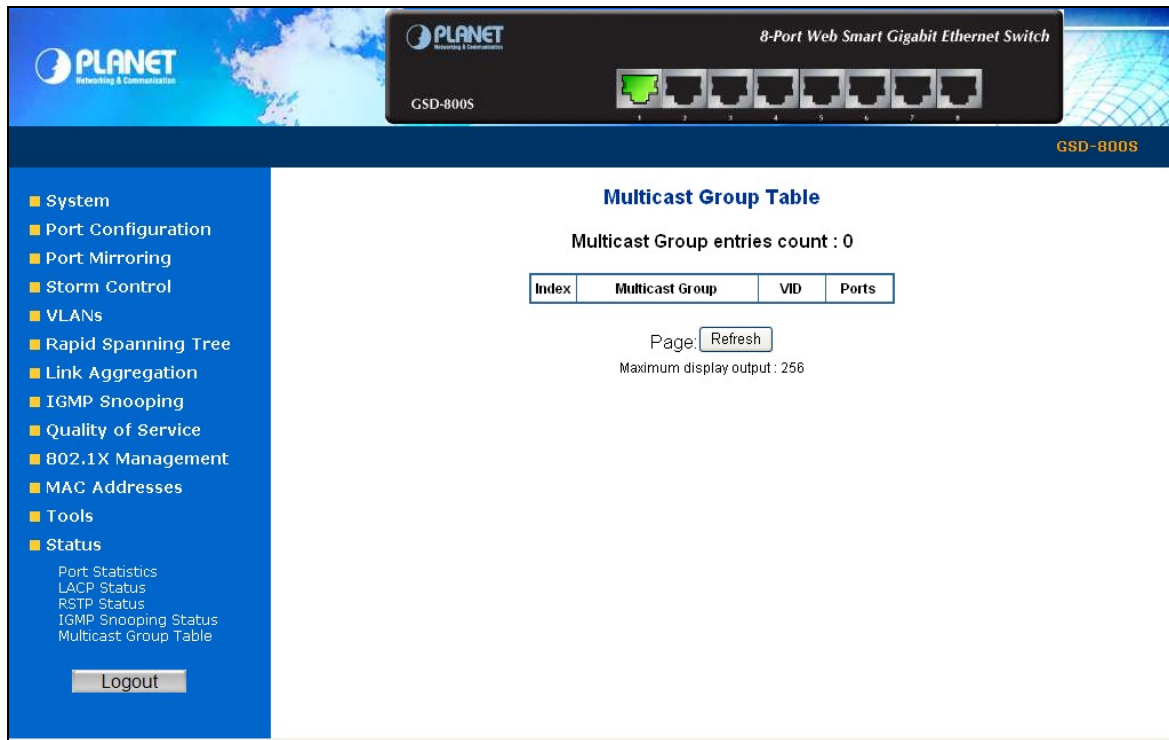 PLANET
Networking & Communication
PLANET
Networking & Communication
8-Port Web Smart Gigabit Ethernet Switch
GSD-800S
1 2 3 4 5 6 7 8
GSD-800S
System
Port Configuration
Port Mirroring
Storm Control
VLANs
Rapid Spanning Tree
Link Aggregation
IGMP Snooping
Quality of Service
802.1X Management
MAC Addresses
Tools
Status
Port Statistics
LACP Status
RSTP Status
IGMP Snooping Status
Multicast Group Table
Logout
Multicast Group Table
Multicast Group entries count : 0
Index Multicast Group VID Ports
Page: Refresh
Maximum display output : 256